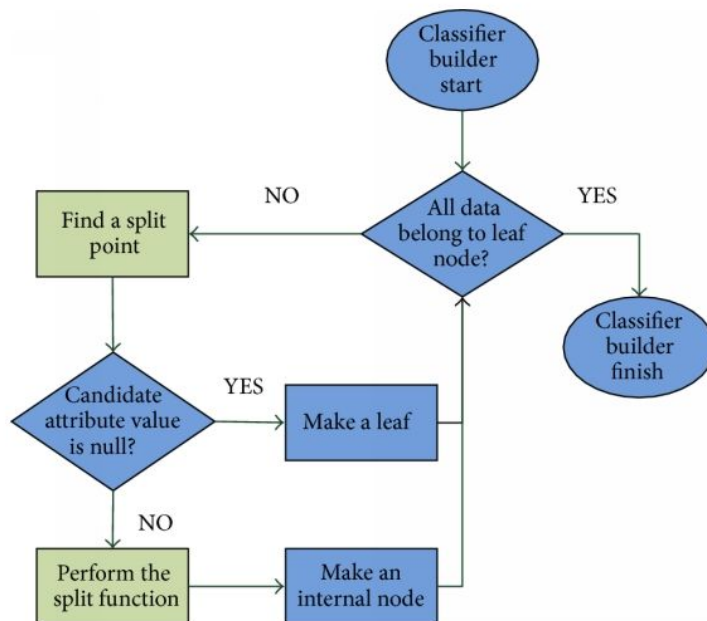 Classifier
builder
start
NO
YES
All data
belong to leaf
node?
Find a split
point
Classifier
builder
finish
Candidate
attribute value
is null?
YES
Make a leaf
NO
Perform the
split function
Make an
internal node